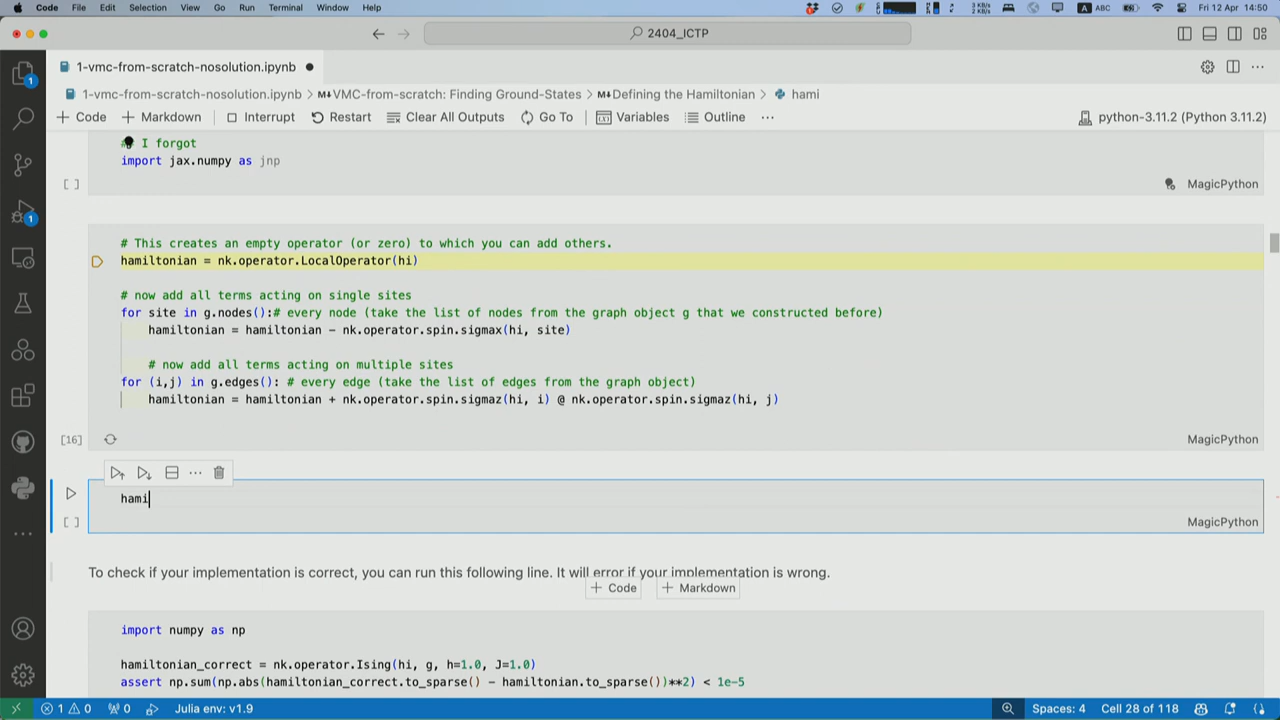 Code File Edit Selection View Go Run Terminal Window Help
ABC Fri 12 Apr 14:50
2404_ICTP
1-vmc-from-scratch-nosolution.ipynb
1-vmc-from-scratch-nosolution.ipynb > M↓VMC-from-scratch: Finding Ground-States > M↓Defining the Hamiltonian > hami
+ Code + Markdown Interrupt Restart Clear All Outputs Go To Variables Outline ··· python-3.11.2 (Python 3.11.2)
# I forgot
import jax.numpy as jnp
[ ] MagicPython
# This creates an empty operator (or zero) to which you can add others.
hamiltonian = nk.operator.LocalOperator(hi)
# now add all terms acting on single sites
for site in g.nodes():# every node (take the list of nodes from the graph object g that we constructed before)
hamiltonian = hamiltonian - nk.operator.spin.sigmax(hi, site)
# now add all terms acting on multiple sites
for (i,j) in g.edges(): # every edge (take the list of edges from the graph object)
hamiltonian = hamiltonian + nk.operator.spin.sigmaz(hi, i) @ nk.operator.spin.sigmaz(hi, j)
[16] MagicPython
hami
[ ] MagicPython
To check if your implementation is correct, you can run this following line. It will error if your implementation is wrong.
+ Code + Markdown
import numpy as np
hamiltonian_correct = nk.operator.Ising(hi, g, h=1.0, J=1.0)
assert np.sum(np.abs(hamiltonian_correct.to_sparse() - hamiltonian.to_sparse())**2) < 1e-5
1 0 0 Julia env: v1.9 Spaces: 4 Cell 28 of 118